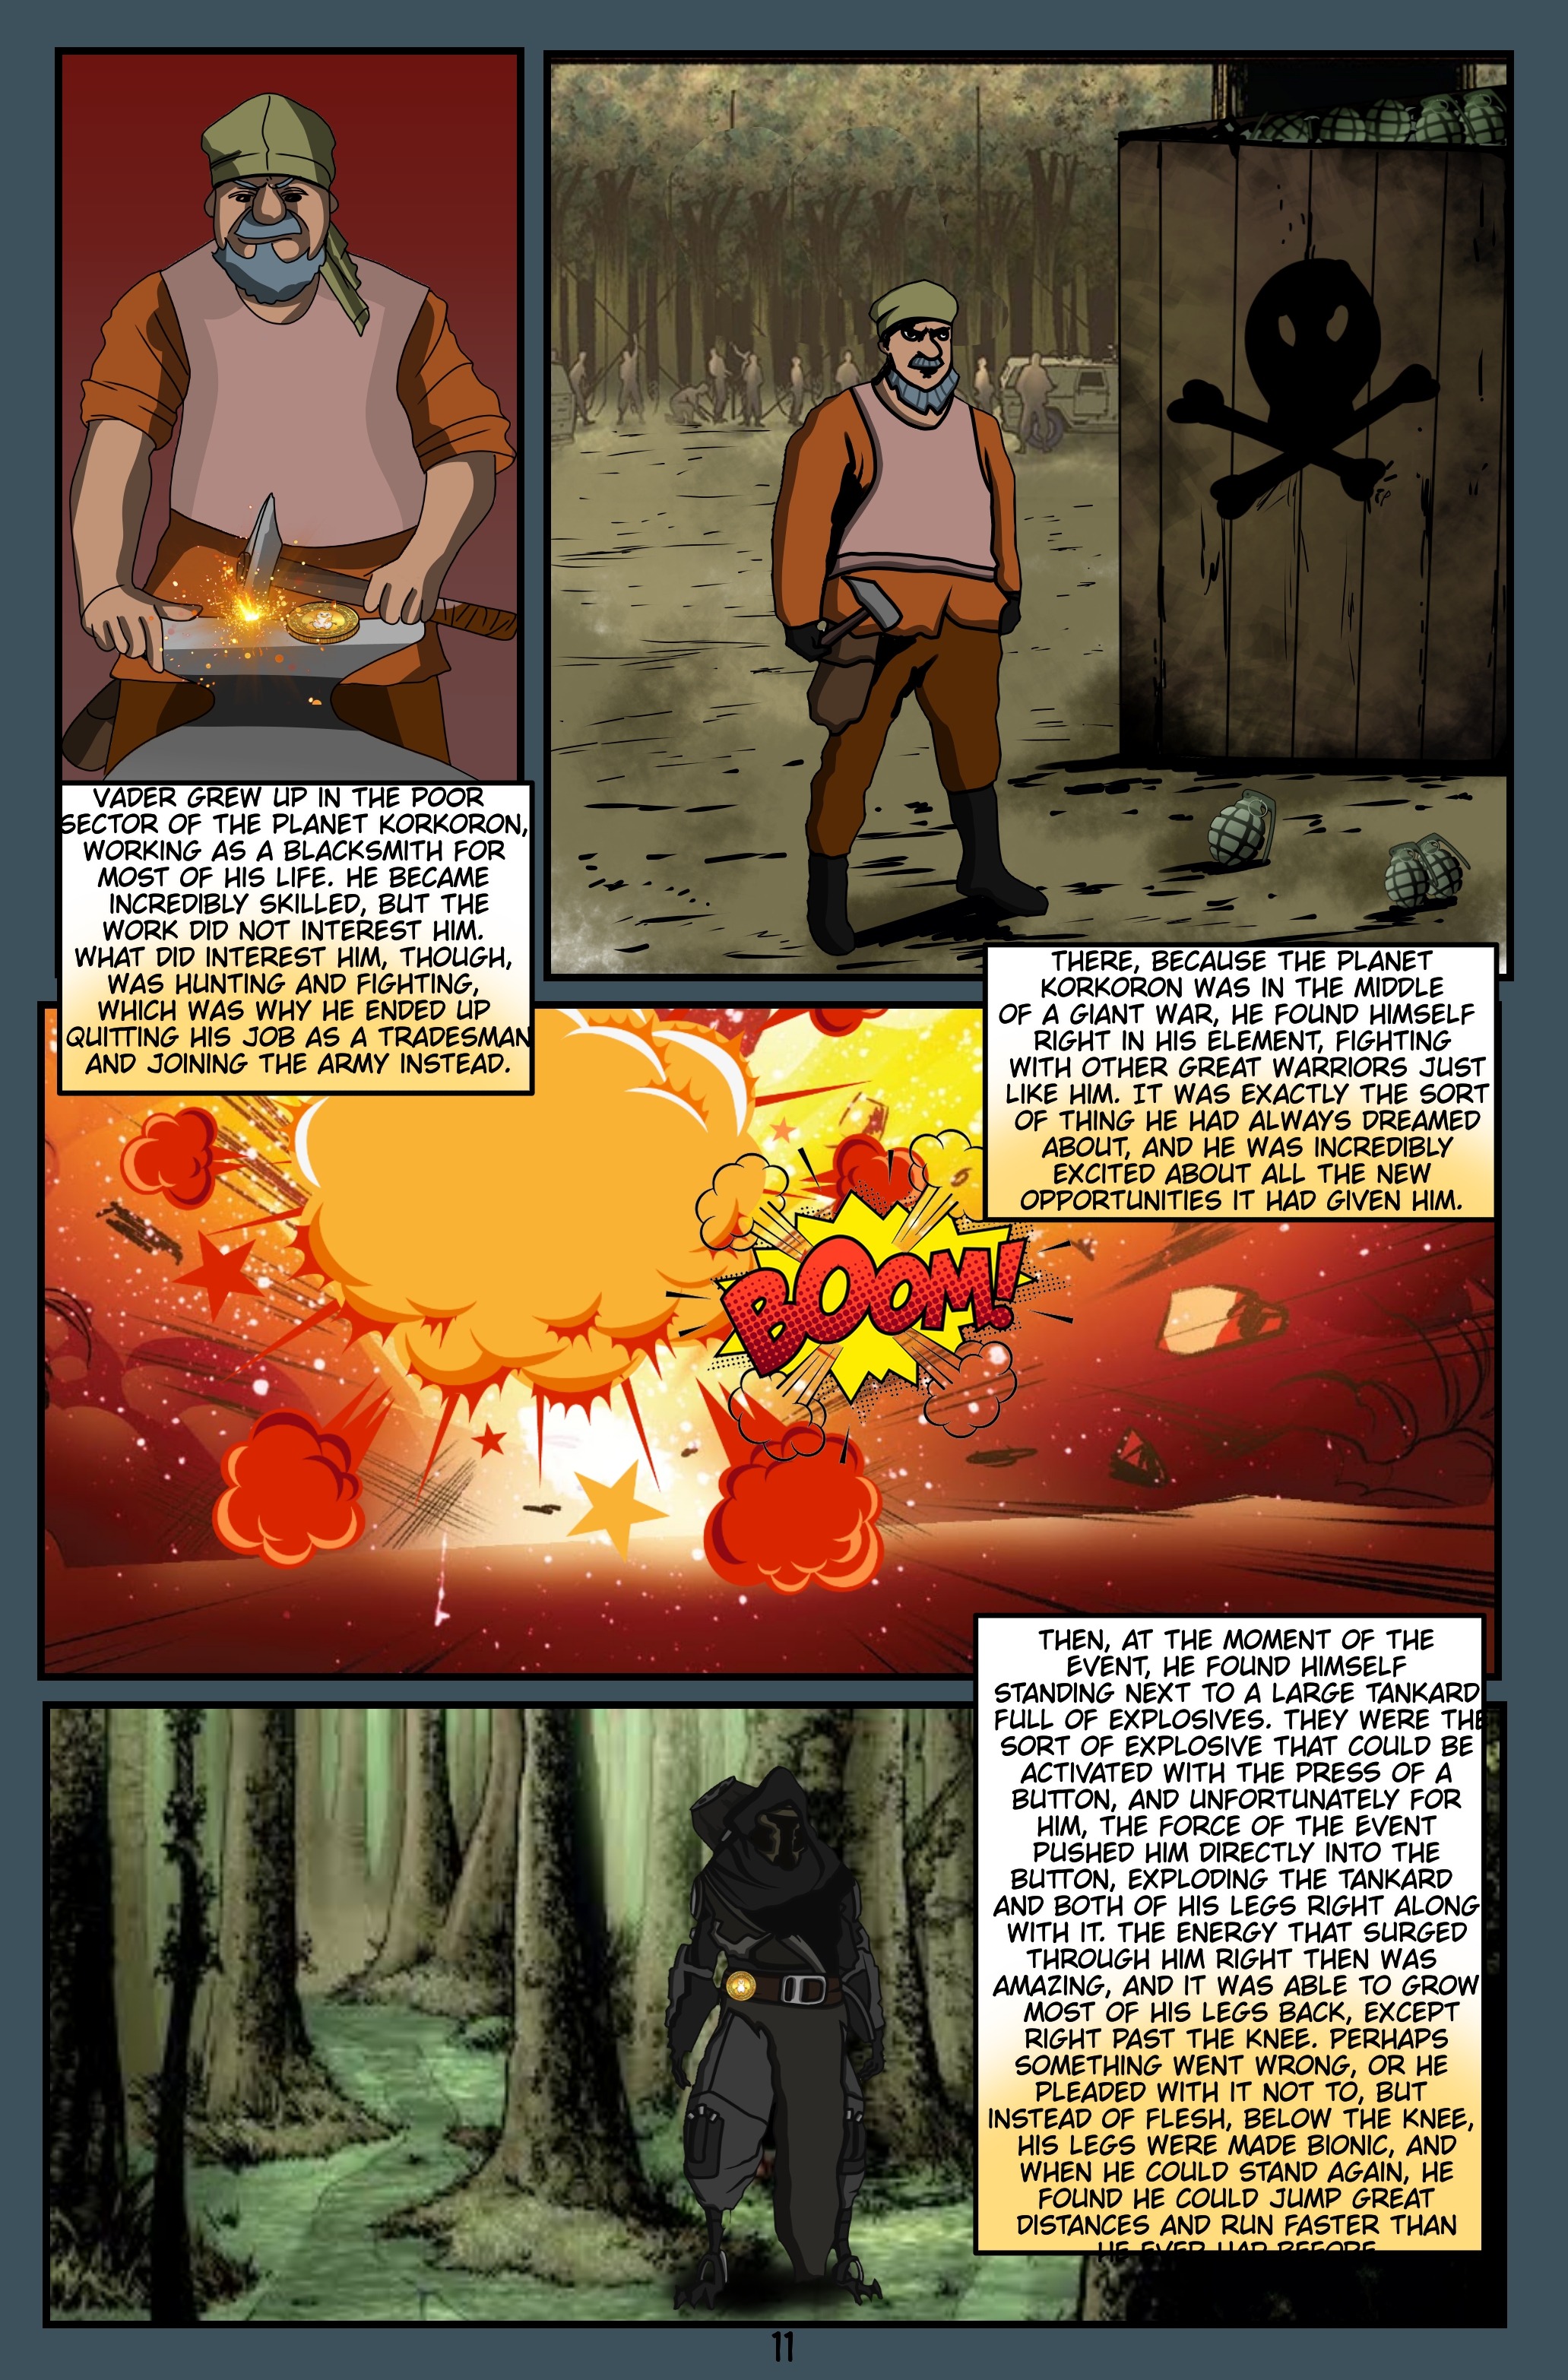 VADER GREW UP IN THE POOR
SECTOR OF THE PLANET KORKORON,
WORKING AS A BLACKSMITH FOR
MOST OF HIS LIFE. HE BECAME
INCREDIBLY SKILLED, BUT THE
WORK DID NOT INTEREST HIM.
WHAT DID INTEREST HIM, THOUGH,
WAS HUNTING AND FIGHTING,
WHICH WAS WHY HE ENDED UP
QUITTING HIS JOB AS A TRADESMAN
AND JOINING THE ARMY INSTEAD.
THERE, BECAUSE THE PLANET
KORKORON WAS IN THE MIDDLE
OF A GIANT WAR, HE FOUND HIMSELF
RIGHT IN HIS ELEMENT, FIGHTING
WITH OTHER GREAT WARRIORS JUST
LIKE HIM. IT WAS EXACTLY THE SORT
OF THING HE HAD ALWAYS DREAMED
ABOUT, AND HE WAS INCREDIBLY
EXCITED ABOUT ALL THE NEW
OPPORTUNITIES IT HAD GIVEN HIM.
BOOM!
THEN, AT THE MOMENT OF THE
EVENT, HE FOUND HIMSELF
STANDING NEXT TO A LARGE TANKARD
FULL OF EXPLOSIVES. THEY WERE THE
SORT OF EXPLOSIVE THAT COULD BE
ACTIVATED WITH THE PRESS OF A
BUTTON, AND UNFORTUNATELY FOR
HIM, THE FORCE OF THE EVENT
PUSHED HIM DIRECTLY INTO THE
BUTTON, EXPLODING THE TANKARD
AND BOTH OF HIS LEGS RIGHT ALONG
WITH IT. THE ENERGY THAT SURGED
THROUGH HIM RIGHT THEN WAS
AMAZING, AND IT WAS ABLE TO GROW
MOST OF HIS LEGS BACK, EXCEPT
RIGHT PAST THE KNEE. PERHAPS
SOMETHING WENT WRONG, OR HE
PLEADED WITH IT NOT TO, BUT
INSTEAD OF FLESH, BELOW THE KNEE,
HIS LEGS WERE MADE BIONIC, AND
WHEN HE COULD STAND AGAIN, HE
FOUND HE COULD JUMP GREAT
DISTANCES AND RUN FASTER THAN
HE EVER HAD BEFORE.
11